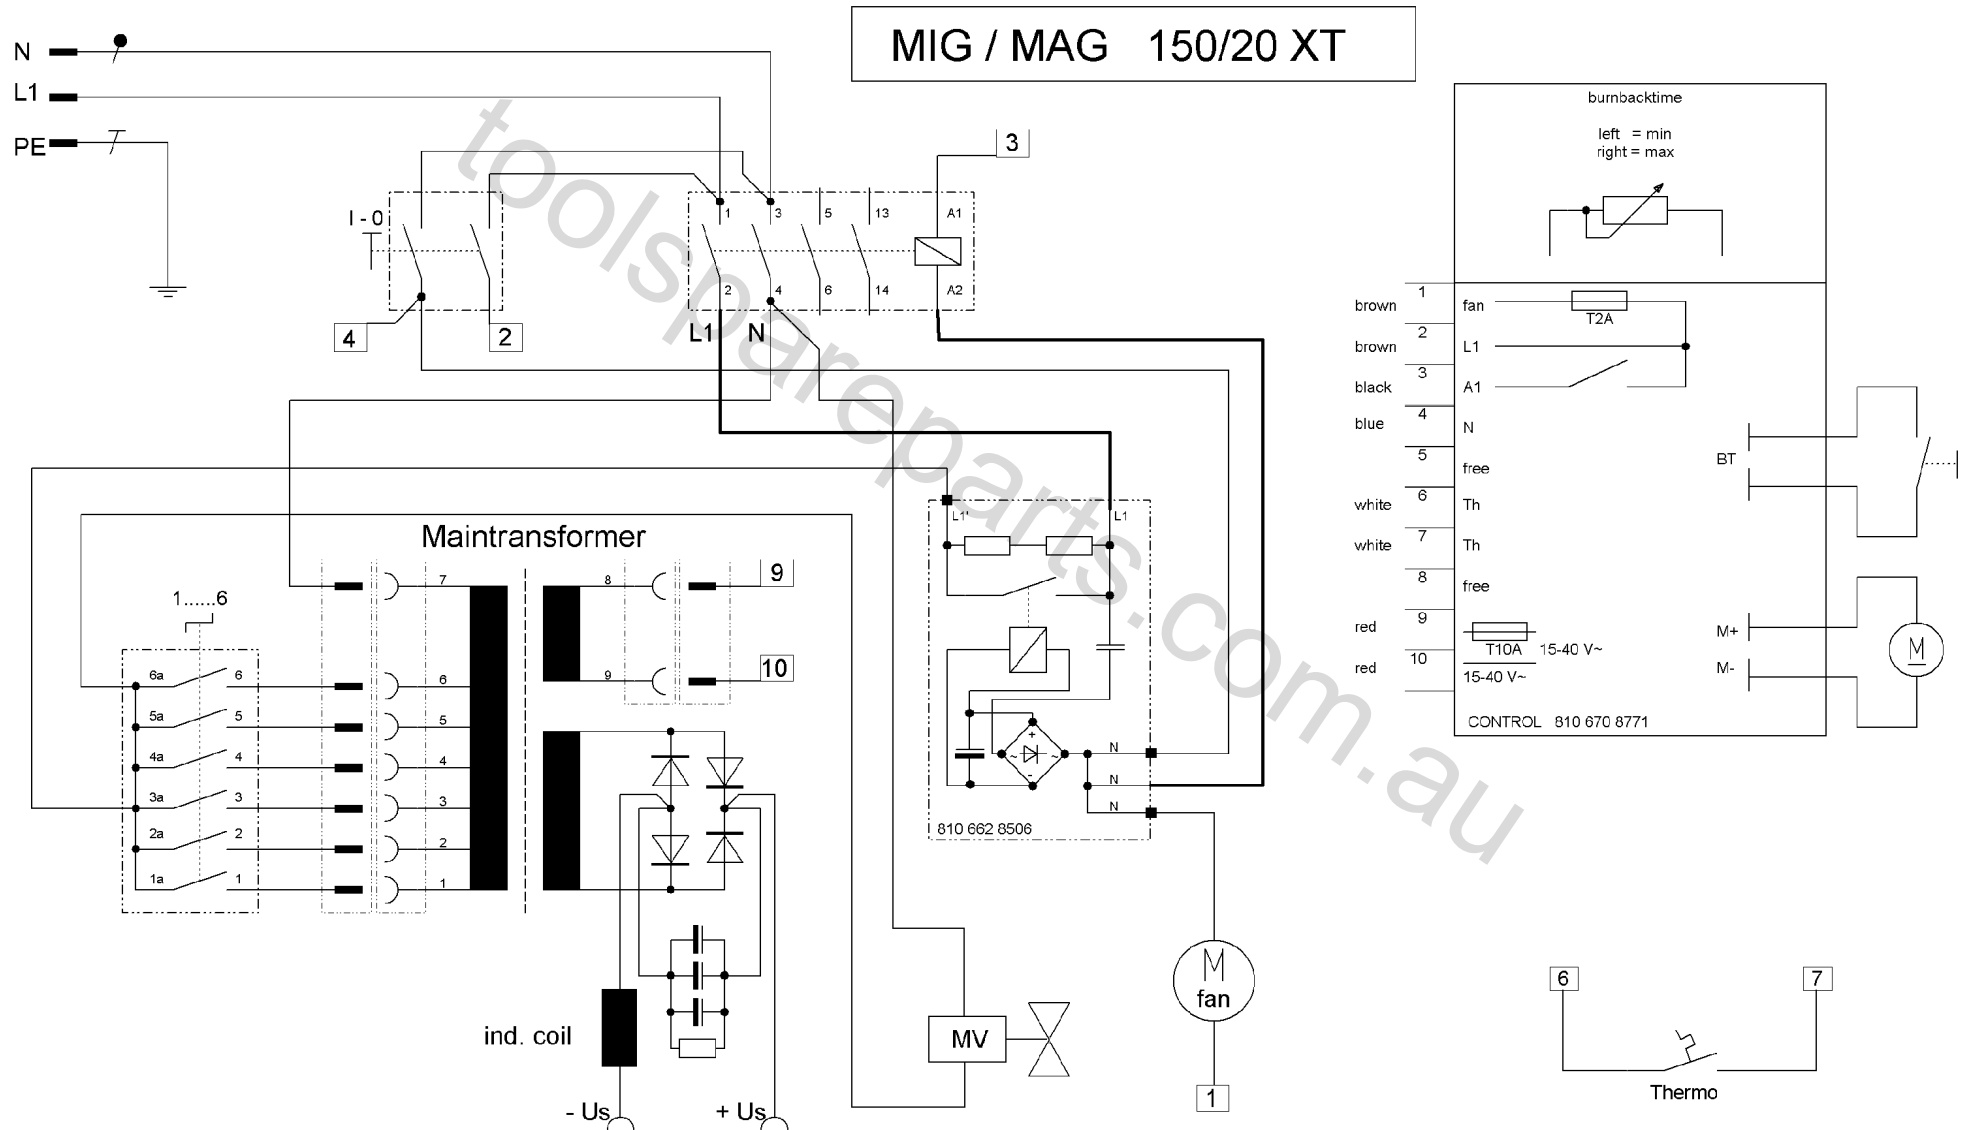 MIG / MAG 150/20 XT
N
L1
PE
3
burnbacktime
left = min
right = max
I - 0
1 3 5 13 A1
2 4 6 14 A2
4
2
L1 N
brown 1 fan
T2A
brown 2 L1
black 3 A1
blue 4 N
5 free
BT
white 6 Th
white 7 Th
8 free
red 9
T10A 15-40 V~
red 10
15-40 V~
M+
M-
M
CONTROL 810 670 8771
Maintransformer
L1' L1
1......6
7
8
9
9
10
6a 6 6
5a 5 5
4a 4 4
3a 3 3
2a 2 2
1a 1 1
+
~ ~
-
N
N
N
810 662 8506
M
fan
1
ind. coil
MV
- Us
+ Us
6
7
Thermo
toolspareparts.com.au